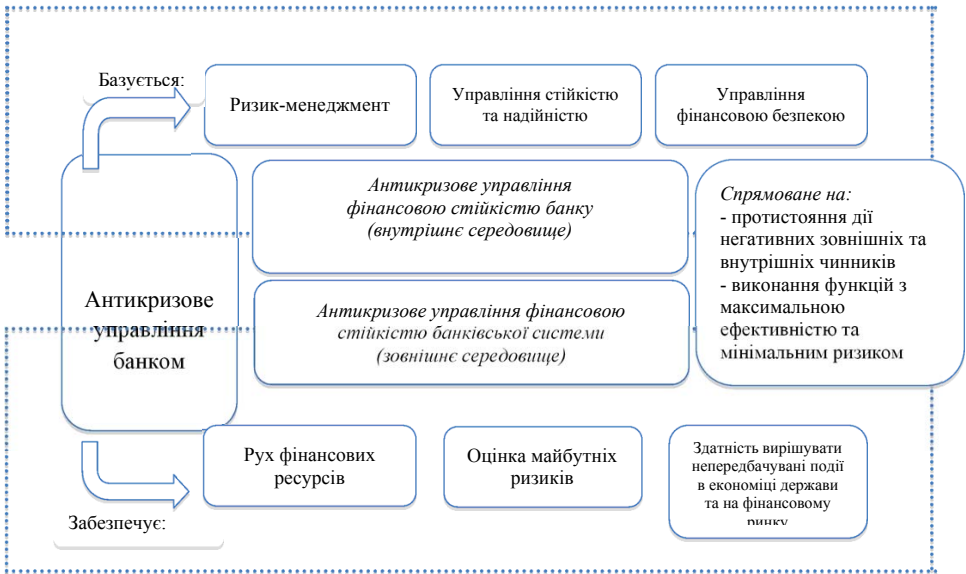 Базується:
Ризик-менеджмент
Управління стійкістю
та надійністю
Управління
фінансовою безпекою
Антикризове
управління
банком
Антикризове управління
фінансовою стійкістю банку
(внутрішнє середовище)
Антикризове управління фінансовою
стійкістю банківської системи
(зовнішнє середовище)
Спрямоване на:
- протистояння дії
негативних зовнішніх та
внутрішніх чинників
- виконання функцій з
максимальною
ефективністю та
мінімальним ризиком
Забезпечує:
Рух фінансових
ресурсів
Оцінка майбутніх
ризиків
Здатність вирішувати
непередбачувані події
в економіці держави
та на фінансовому
ринку